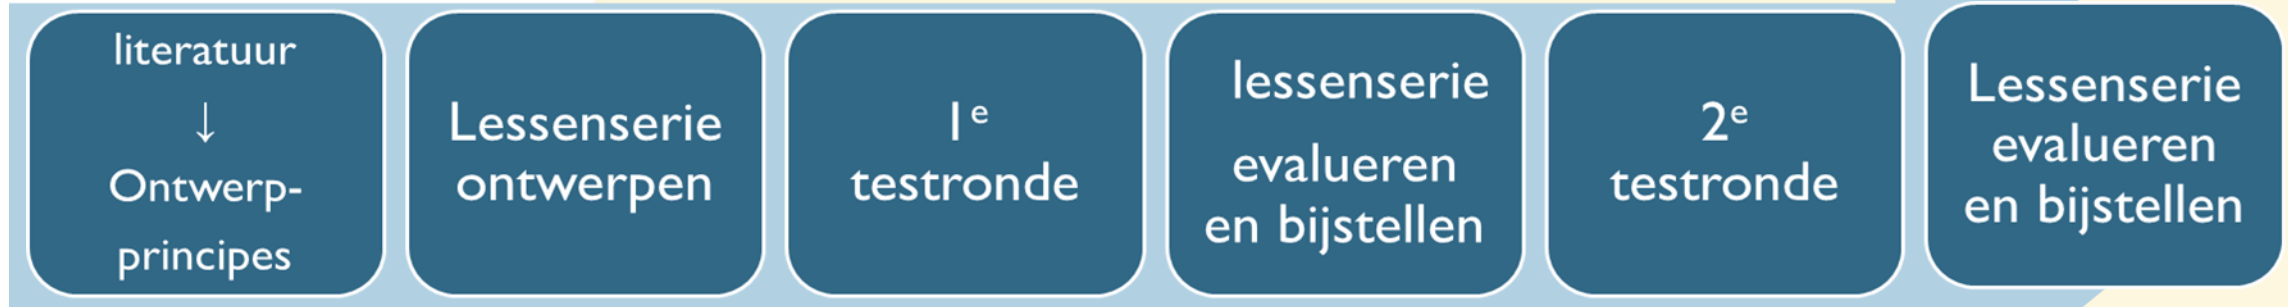 literatuur
↓
Ontwerp-
principes
Lessenserie
ontwerpen
1e
testronde
lessenserie
evalueren
en bijstellen
2e
testronde
Lessenserie
evalueren
en bijstellen